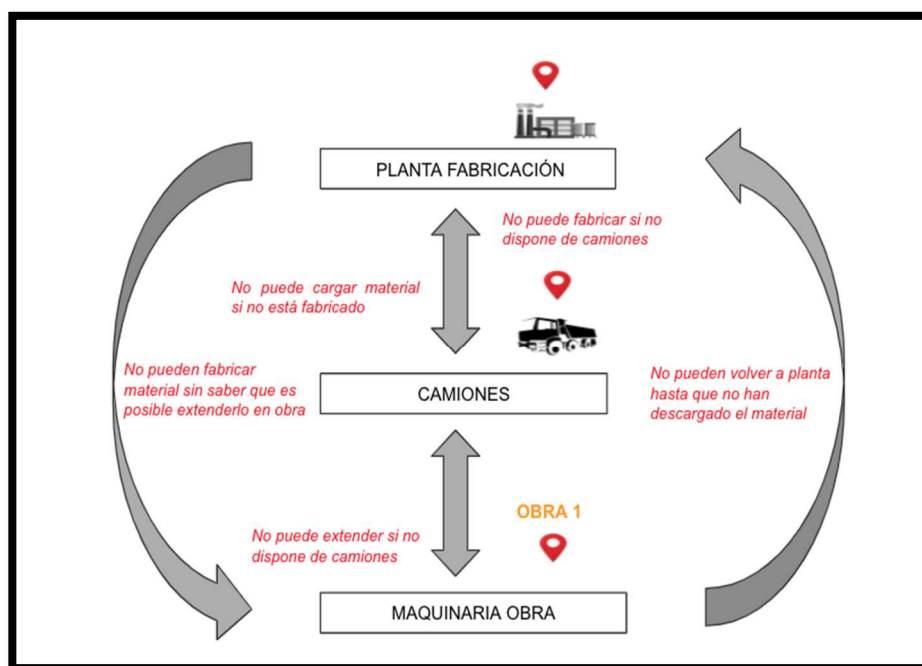 PLANTA FABRICACIÓN
No puede fabricar si no
dispone de camiones
No puede cargar material
si no está fabricado
No pueden fabricar
material sin saber que es
posible extenderlo en obra
CAMIONES
No pueden volver a planta
hasta que no han
descargado el material
OBRA 1
No puede extender si no
dispone de camiones
MAQUINARIA OBRA